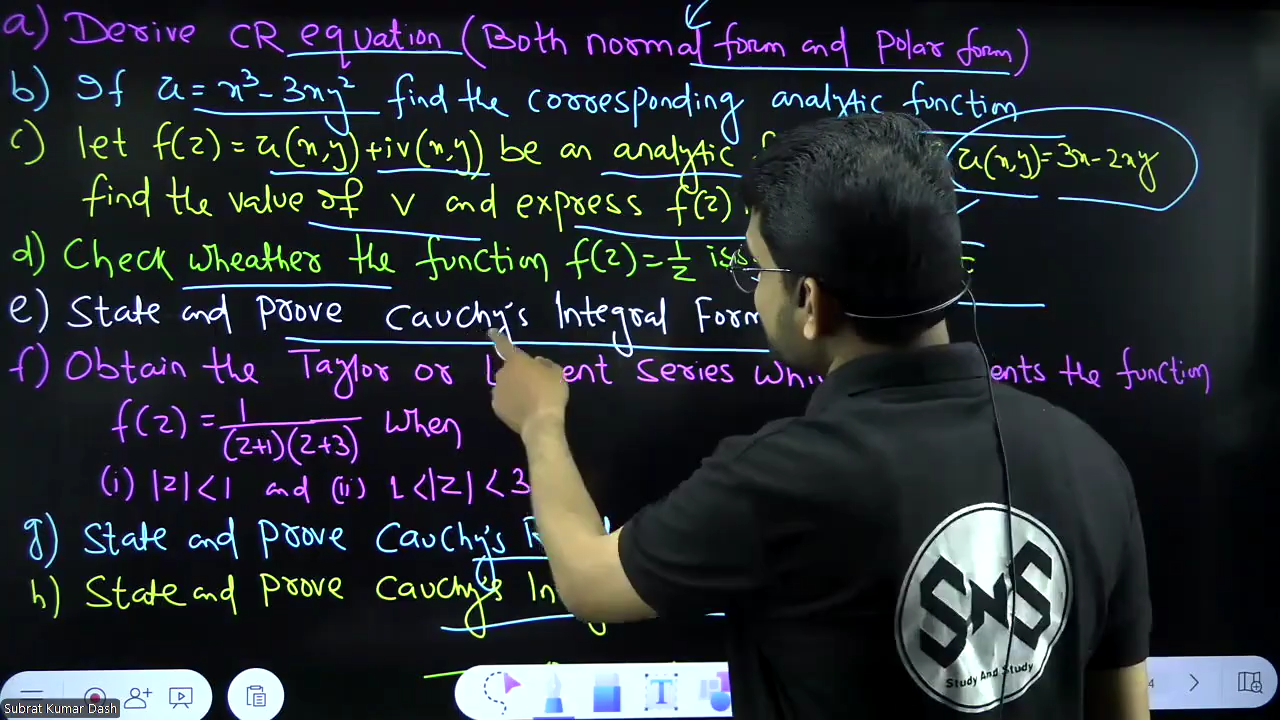 a) Derive CR equation (Both normal form and Polar form)
b) If u = x³ - 3xy² find the corresponding analytic function
c) let f(z) = u(x,y) + iv(x,y) be an analytic u(x,y) = 3x - 2xy
find the value of v and express f(z)
d) Check wheather the function f(z) = 1/z is
e) State and Prove Cauchy's Integral Form
f) Obtain the Taylor or Series the function
f(z) = 1/(z+1)(z+3) when
(i) |z| < 1 and (ii) 1 < |z| < 3
g) State and prove Cauchy's
h) State and prove Cauchy's In
SNS
Study And Study
T
4
Subrat Kumar Dash